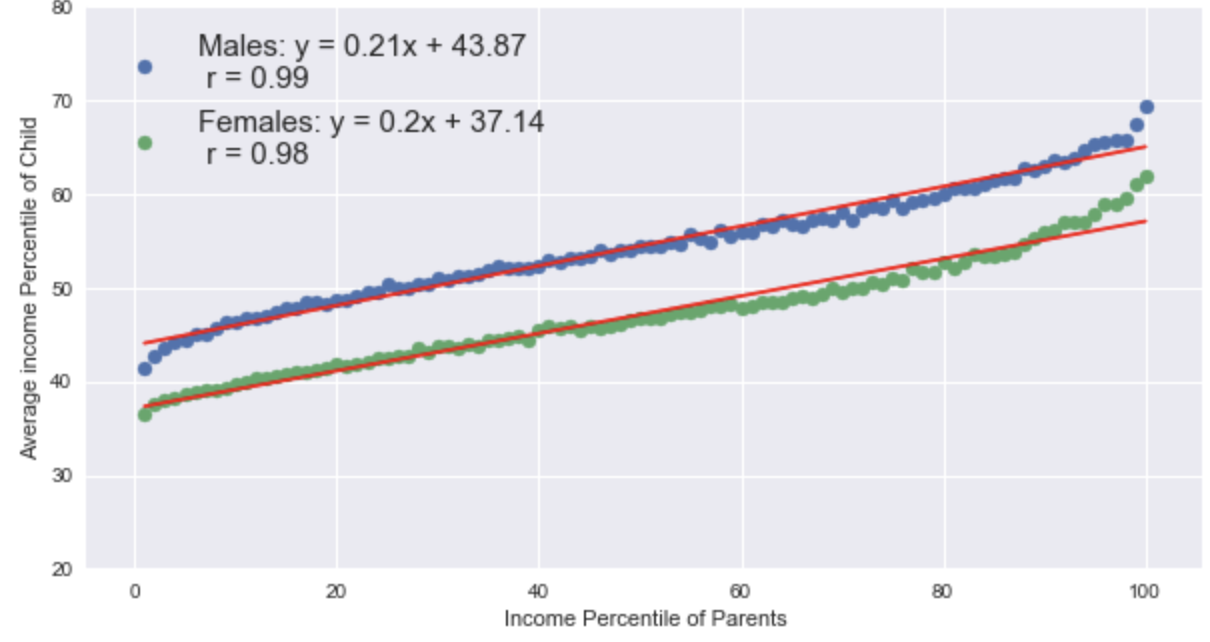 80
70
60
50
40
30
20
Average income Percentile of Child
Males: y = 0.21x + 43.87
r = 0.99
Females: y = 0.2x + 37.14
r = 0.98
0 20 40 60 80 100
Income Percentile of Parents